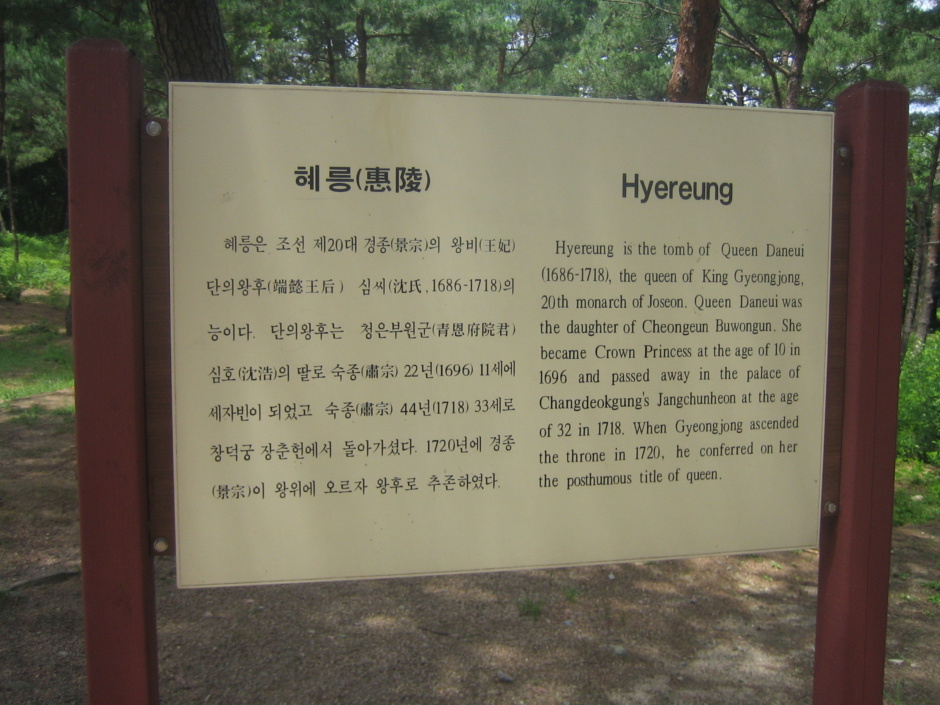 혜릉(惠陵)
혜릉은 조선 제20대 경종(景宗)의 왕비(王妃)
단의왕후(端懿王后) 심씨(沈氏, 1686-1718)의
능이다. 단의왕후는 청은부원군(靑恩府院君)
심호(沈浩)의 딸로 숙종(肅宗) 22년(1696) 11세에
세자빈이 되었고 숙종(肅宗) 44년(1718) 33세로
창덕궁 장춘헌에서 돌아가셨다. 1720년에 경종
(景宗)이 왕위에 오르자 왕후로 추존하였다.
Hyereung
Hyereung is the tomb of Queen Daneui
(1686-1718), the queen of King Gyeongjong,
20th monarch of Joseon. Queen Daneui was
the daughter of Cheongeun Buwongun. She
became Crown Princess at the age of 10 in
1696 and passed away in the palace of
Changdeokgung's Jangchunheon at the age
of 32 in 1718. When Gyeongjong ascended
the throne in 1720, he conferred on her
the posthumous title of queen.